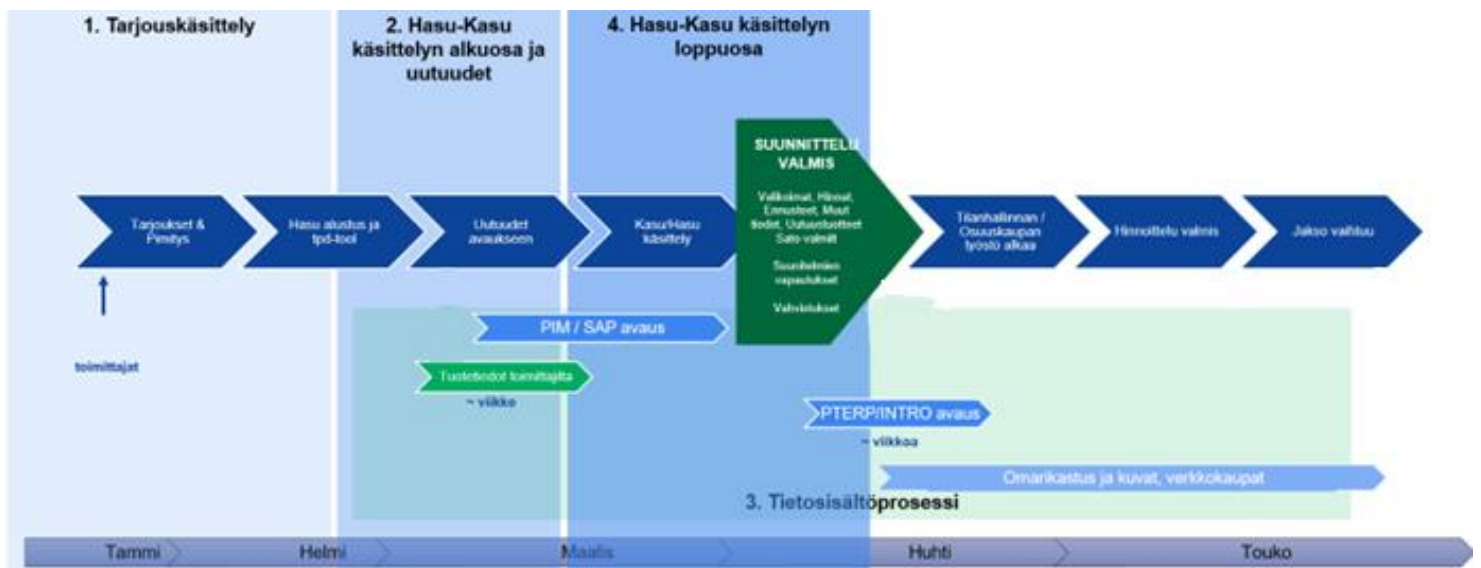 1. Tarjouskäsittely
2. Hasu-Kasu
käsittelyn alkuosa ja
uutuudet
4. Hasu-Kasu käsittelyn
loppuosa
Tarjoukset &
Pimitys
Hasu alustus ja
tpd-tool
Uutuudet
avaukseen
Kasu/Hasu
käsittely
SUUNNITTELU
VALMIS
Valikoimat, Hinnat,
Ennusteet, Muut
tiedot, Uutuustuotteet
Sato valmiit
Suunitelmien
vapautukset
Vahvistukset
Tilanhallinnan /
Osuuskaupan
työstö alkaa
Hinnoittelu valmis
Jakso vaihtuu
toimittajat
PIM / SAP avaus
Tuotetiedot toimittajilta
~ viikko
PTERP/INTRO avaus
~ viikkoa
Omarikastus ja kuvat, verkkokaupat
3. Tietosisältöprosessi
Tammi
Helmi
Maalis
Huhti
Touko